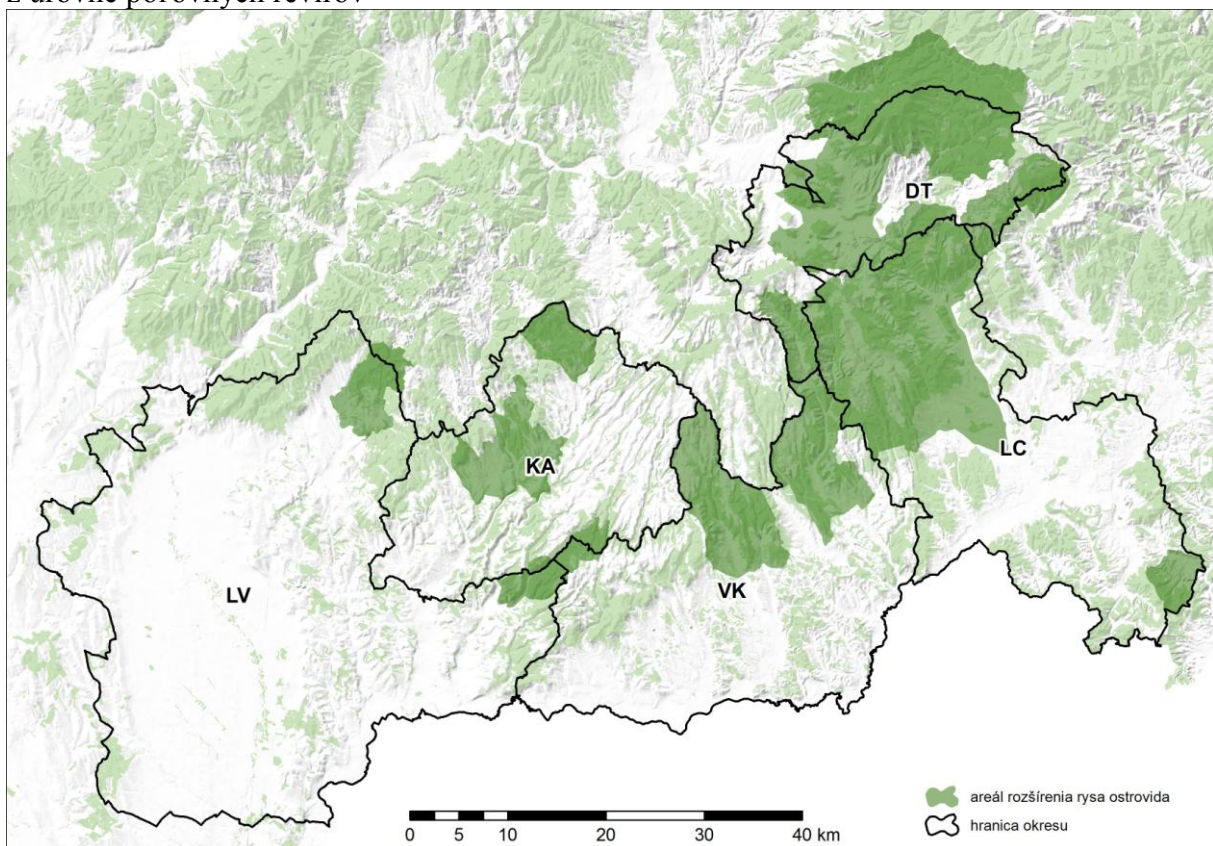 z úrovne poľovných revírov
DT
KA
LC
LV
VK
0 5 10 20 30 40 km
areál rozšírenia rysa ostrovida
hranica okresu